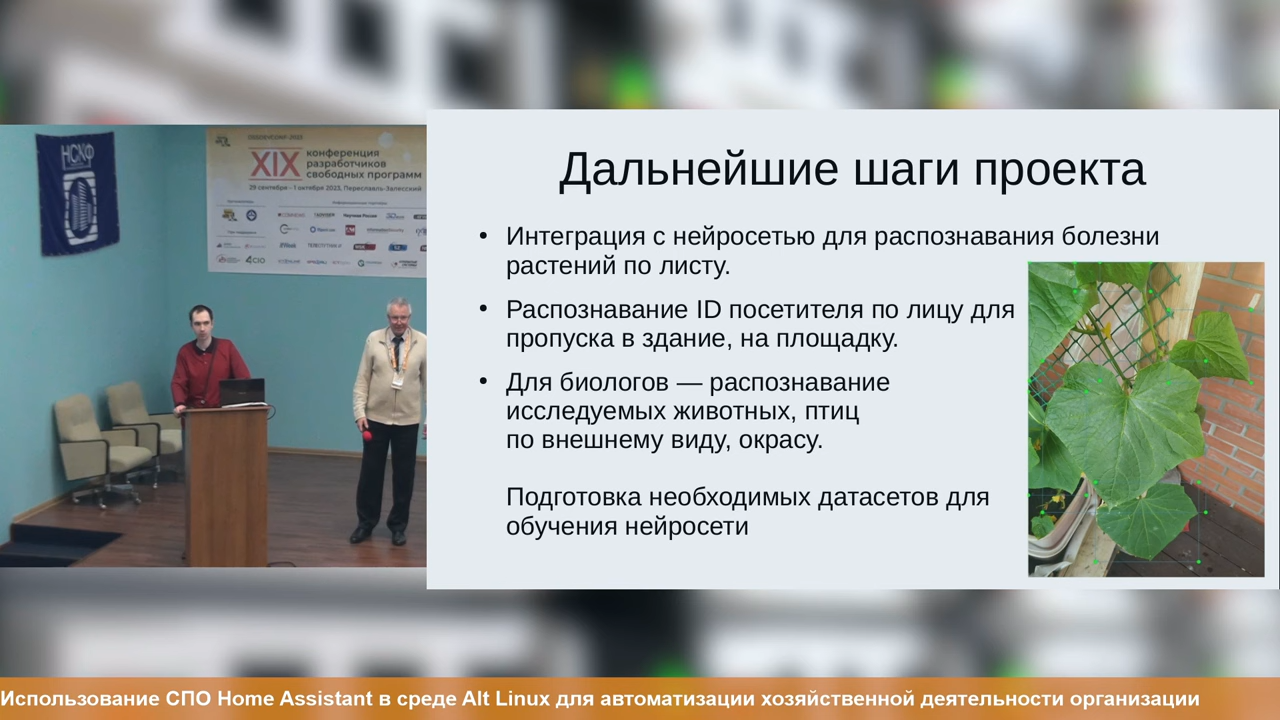 НСКФ
XIX
конференция
разработчиков
свободных программ
29 сентября – 1 октября 2023, Переславль-Залесский
Дальнейшие шаги проекта
• Интеграция с нейросетью для распознавания болезни
растений по листу.
• Распознавание ID посетителя по лицу для
пропуска в здание, на площадку.
• Для биологов — распознавание
исследуемых животных, птиц
по внешнему виду, окрасу.
Подготовка необходимых датасетов для
обучения нейросети
Использование СПО Home Assistant в среде Alt Linux для автоматизации хозяйственной деятельности организации